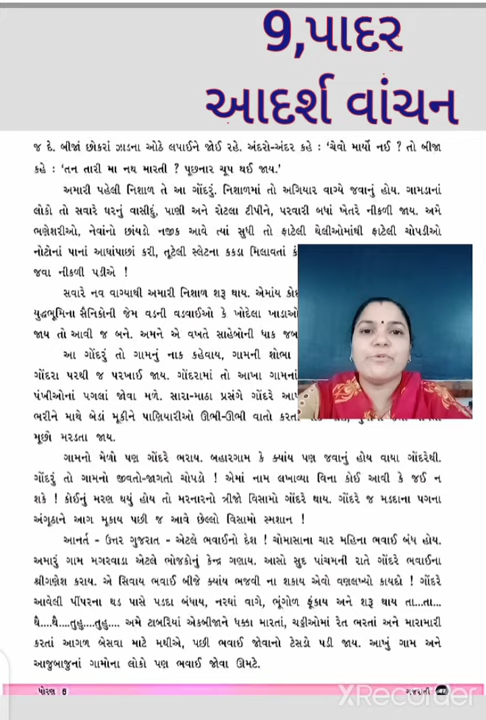 9,પાદર
આદર્શ વાંચન
જ દે. બીજાં છોકરાં ઝાડના ઓઠે લપાઈને જોઈ રહે. અંદરો-અંદર કહે : ‘ચેવો માર્યો નઈ ? તો બીજા
કહે : ‘તન તારી મા નથ મારતી ? પૂછનાર ચૂપ થઈ જાય.’
અમારી પહેલી નિશાળ તે આ ગોંદરું. નિશાળમાં તો અગિયાર વાગ્યે જવાનું હોય. ગામડાનાં
લોકો તો સવારે ઘરનું વાસીદું, પાણી અને રોટલા ટીપીને, પરવારી બધાં ખેતરે નીકળી જાય. અમે
ભણેશરીઓ, નેવાંનો છાંયડો નજીક આવે ત્યાં સુધી તો ફાટેલી થેલીઓમાંથી ફાટેલી ચોપડીઓ
નોટોનાં પાનાં આઘાંપાછાં કરી, તૂટેલી સ્લેટના કકડા મિલાવતાં
જવા નીકળી પડીએ !
સવારે નવ વાગ્યાથી અમારી નિશાળ શરૂ થાય. એમાંય
યુદ્ધભૂમિના સૈનિકોની જેમ વડની વડવાઈઓ કે ખોદેલા ખાડાઓ
જાય તો આવી જ બને. અમને એ વખતે સાહેબોની ધાક
આ ગોંદરું તો ગામનું નાક કહેવાય, ગામની શોભા
ગોંદરા પરથી જ પરખાઈ જાય. ગોંદરામાં તો આખા ગામનાં
પંખીઓનાં પગલાં જોવા મળે. સારા-માઠા પ્રસંગે ગોંદરે
ભરીને માથે બેડાં મૂકીને પાણિયારીઓ ઊભી-ઊભી વાતો કરતાં
મૂછો મરડતા જાય.
ગામનો મેળો પણ ગોંદરે ભરાય. બહારગામ કે ક્યાંય પણ જવાનું હોય વાયા ગોંદરેથી.
ગોંદરું તો ગામનો જીવતો-જાગતો ચોપડો ! એમાં નામ લખાવ્યા વિના કોઈ આવી કે જઈ ન
શકે ! કોઈનું મરણ થયું હોય તો મરનારનો ત્રીજો વિસામો ગોંદરે થાય. ગોંદરે જ મડદાના પગના
અંગૂઠાને આગ મૂકાય પછી જ આવે છેલ્લો વિસામો સ્મશાન !
આનર્ત - ઉત્તર ગુજરાત - એટલે ભવાઈનો દેશ ! ચોમાસાના ચાર મહિના ભવાઈ બંધ હોય.
અમારું ગામ મગરવાડા એટલે ભોજકોનું કેન્દ્ર ગણાય. આસો સુદ પાંચમની રાતે ગોંદરે ભવાઈના
શ્રીગણેશ કરાય. એ સિવાય ભવાઈ બીજે ક્યાંય ભજવી ના શકાય એવો વણલખ્યો કાયદો ! ગોંદરે
આવેલી પીંપરના થડ પાસે પડદા બંધાય, નરઘાં વાગે, ભૂંગોળ ફૂંકાય અને શરૂ થાય તા...તા...
થૈ....થૈ....તુહુ....તુહુ.... અમે ટાબરિયાં એકબીજાને ધક્કા મારતાં, ચડ્ડીઓમાં રેત ભરતાં અને મારામારી
કરતાં આગળ બેસવા માટે મથીએ, પછી ભવાઈ જોવાનો ટેસડો પડી જાય. આખું ગામ અને
આજુબાજુનાં ગામોના લોકો પણ ભવાઈ જોવા ઊમટે.
ધોરણ 6
ગુજરાતી
XRecorder